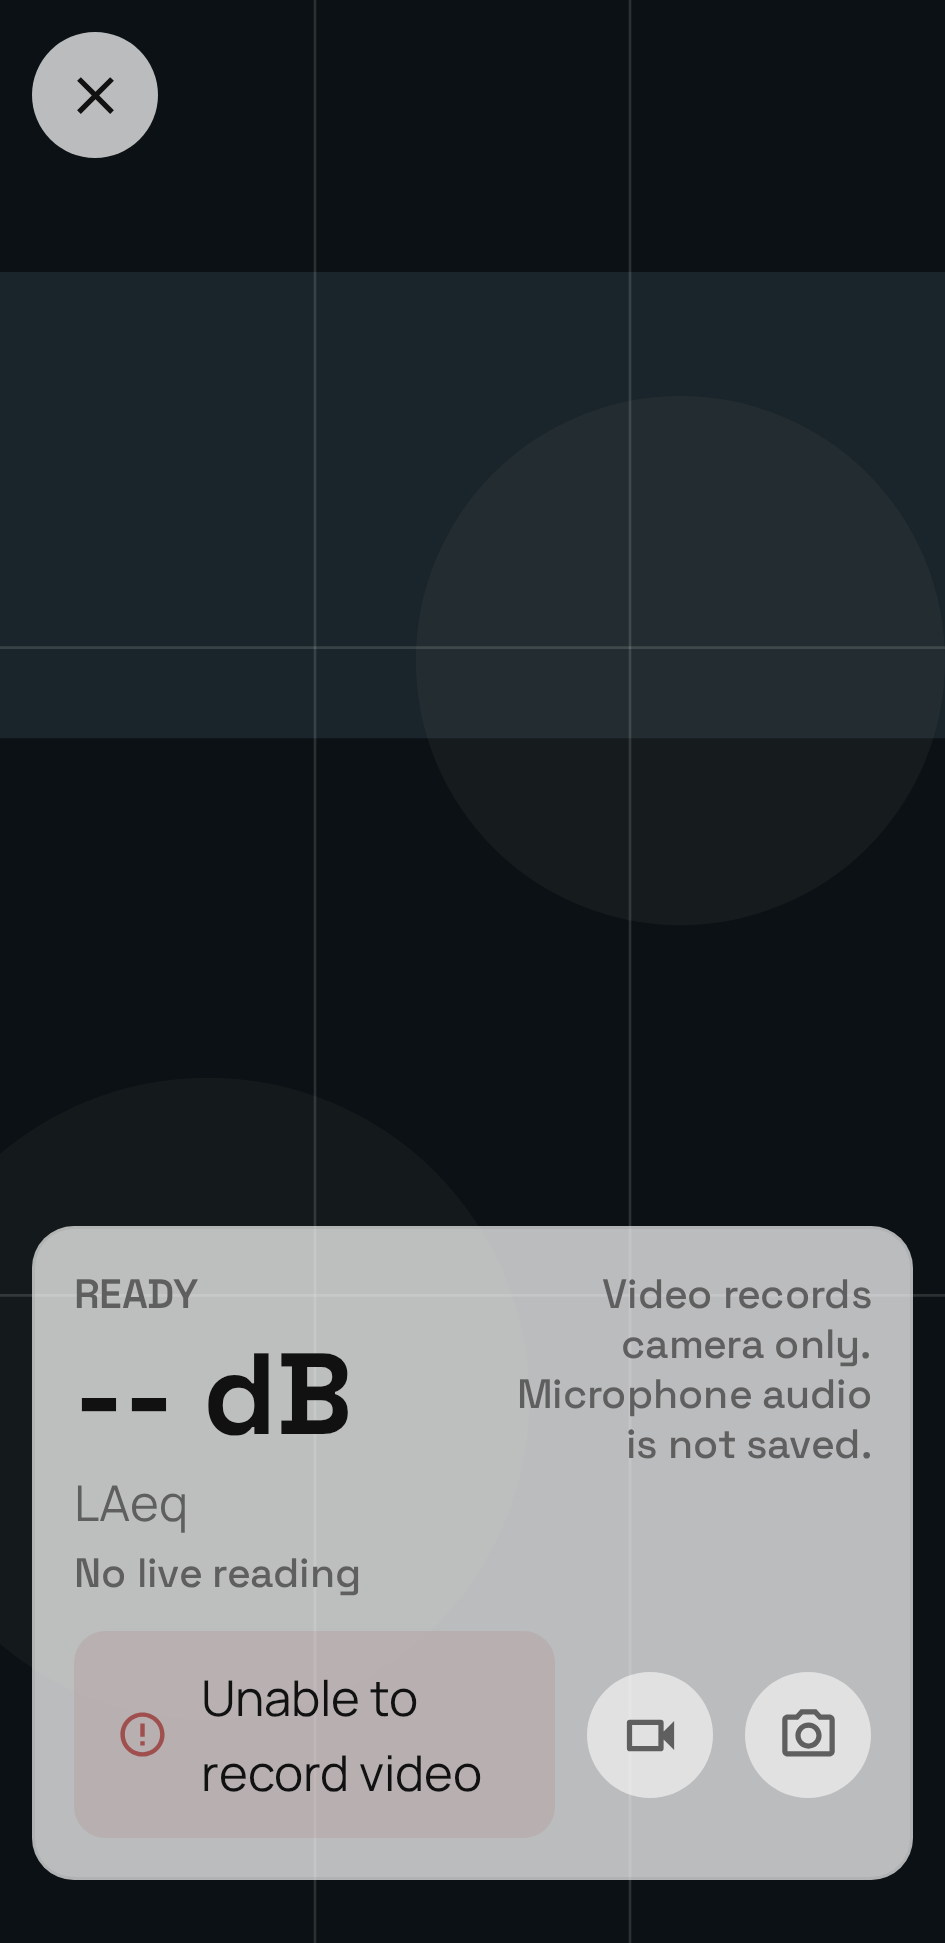 READY
-- dB
LAeq
No live reading
Video records
camera only.
Microphone audio
is not saved.
Unable to
record video